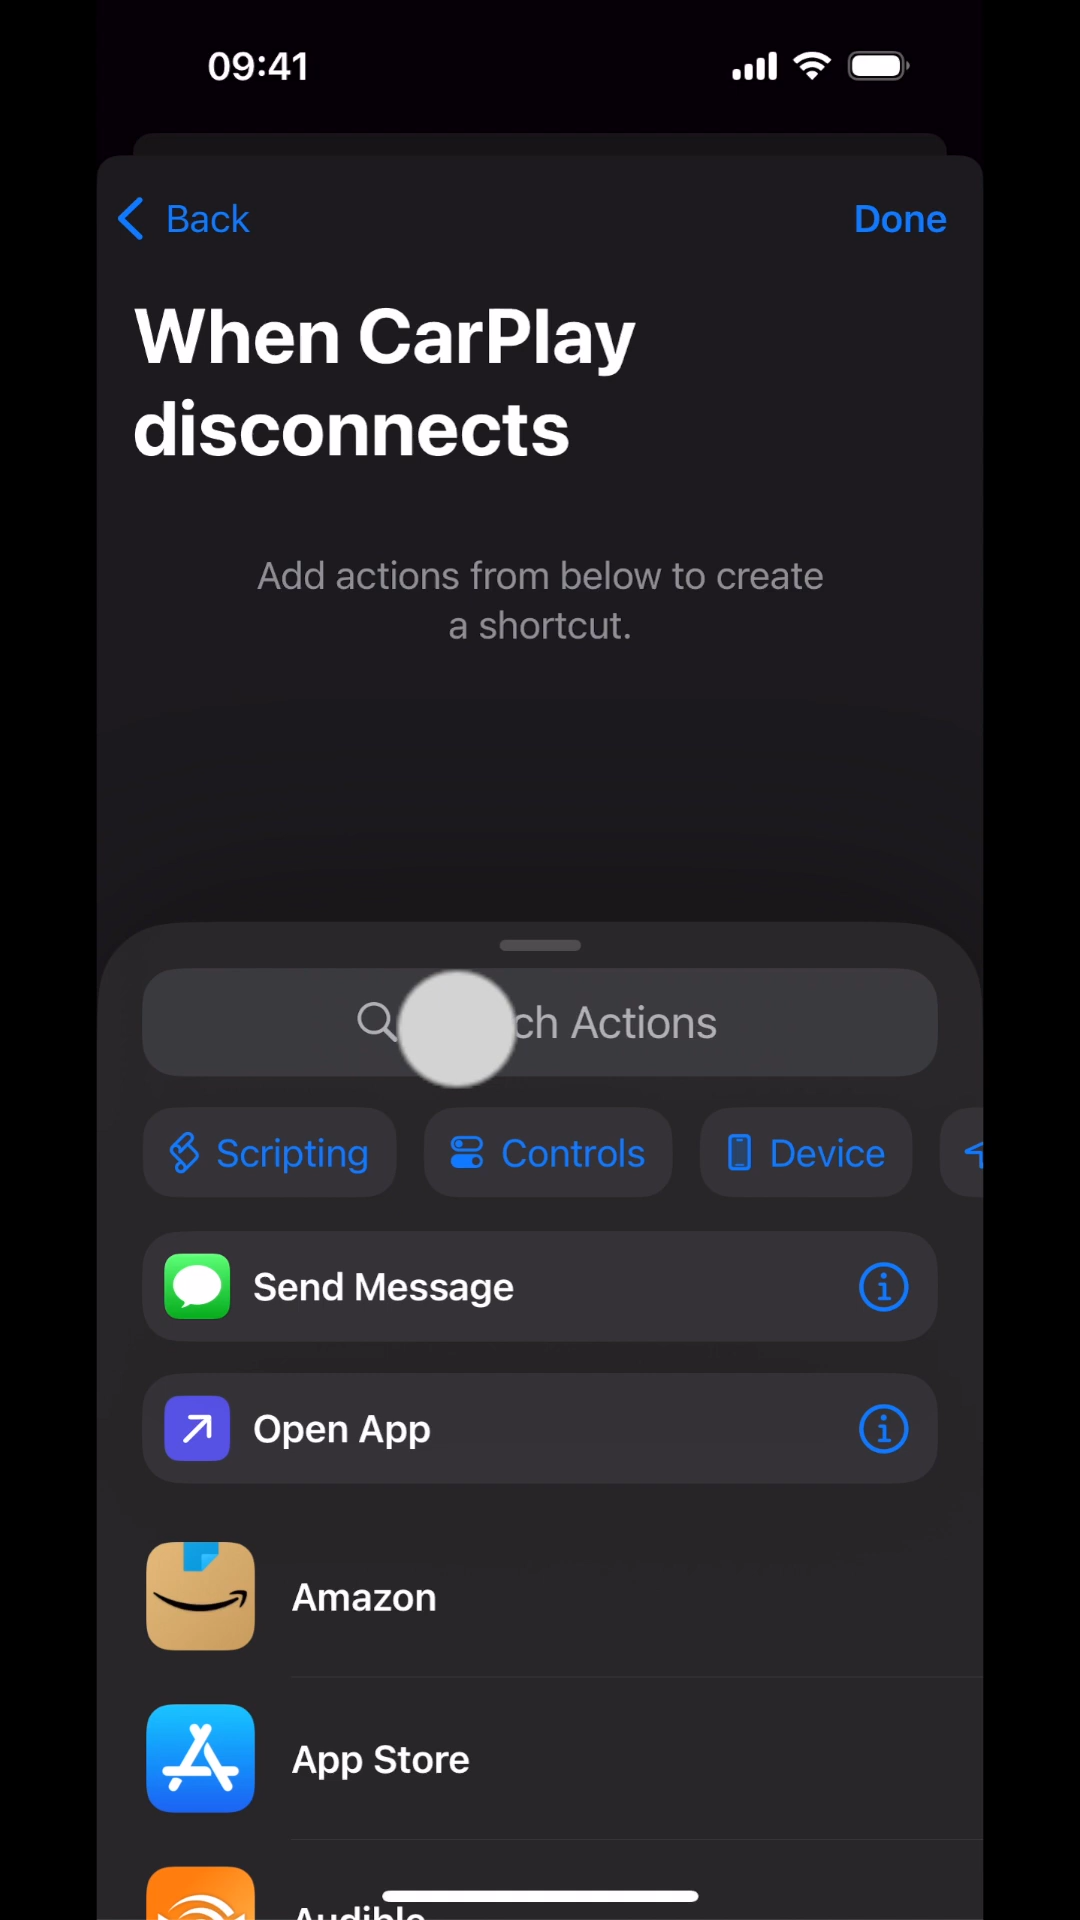 09:41
Back
Done
When CarPlay
disconnects
Add actions from below to create
a shortcut.
ch Actions
Scripting
Controls
Device
Send Message
Open App
Amazon
App Store
Audible